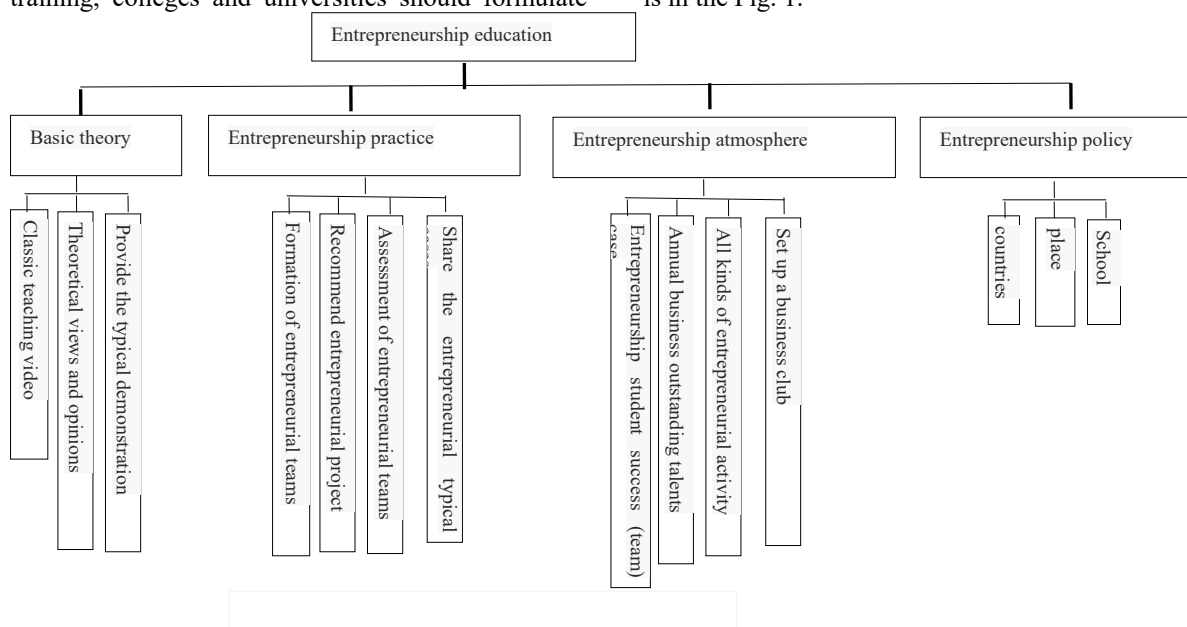 training, colleges and universities should formulate
is in the Fig. 1.
Entrepreneurship education
Basic theory
Entrepreneurship practice
Entrepreneurship atmosphere
Entrepreneurship policy
Classic teaching video
Theoretical views and opinions
Provide the typical demonstration
Formation of entrepreneurial teams
Recommend entrepreneurial project
Assessment of entrepreneurial teams
Share the entrepreneurial typical
Entrepreneurship student success (team)
case
Annual business outstanding talents
All kinds of entrepreneurial activity
Set up a business club
countries
place
School